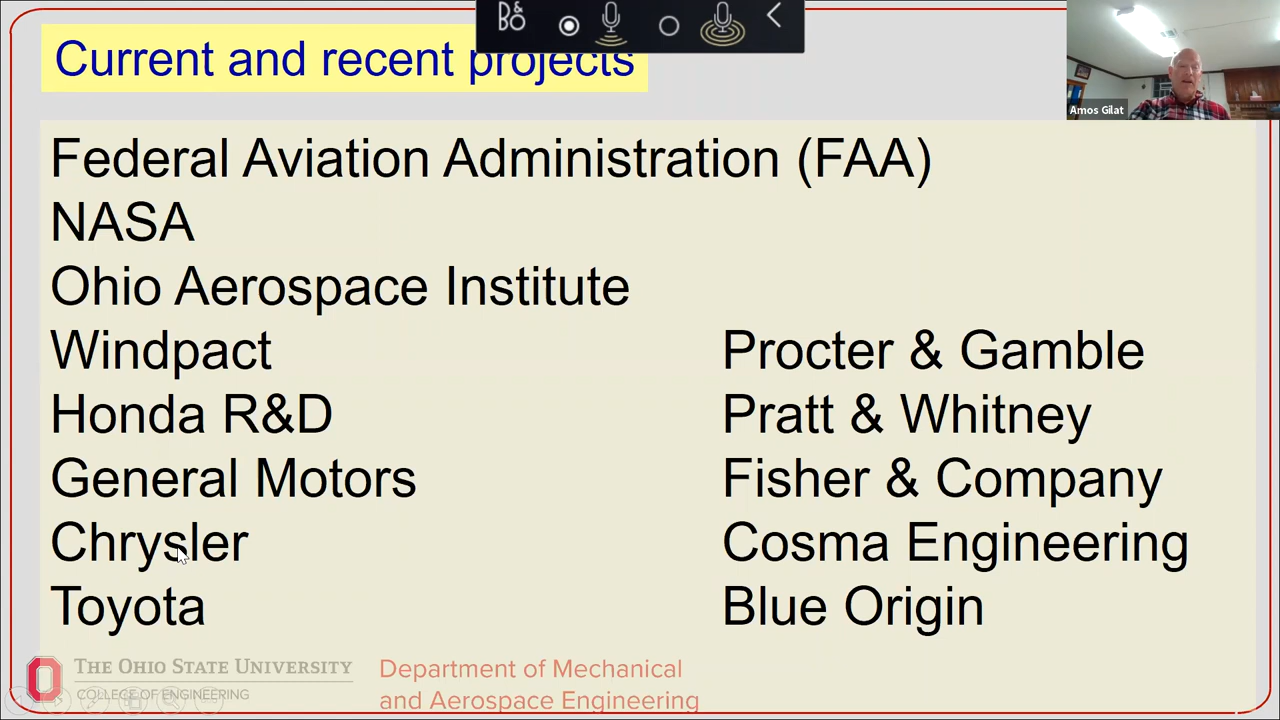 Current and recent projects
Amos Gilat
Federal Aviation Administration (FAA)
NASA
Ohio Aerospace Institute
Windpact
Honda R&D
General Motors
Chrysler
Toyota
Procter & Gamble
Pratt & Whitney
Fisher & Company
Cosma Engineering
Blue Origin
THE OHIO STATE UNIVERSITY
COLLEGE OF ENGINEERING
Department of Mechanical
and Aerospace Engineering